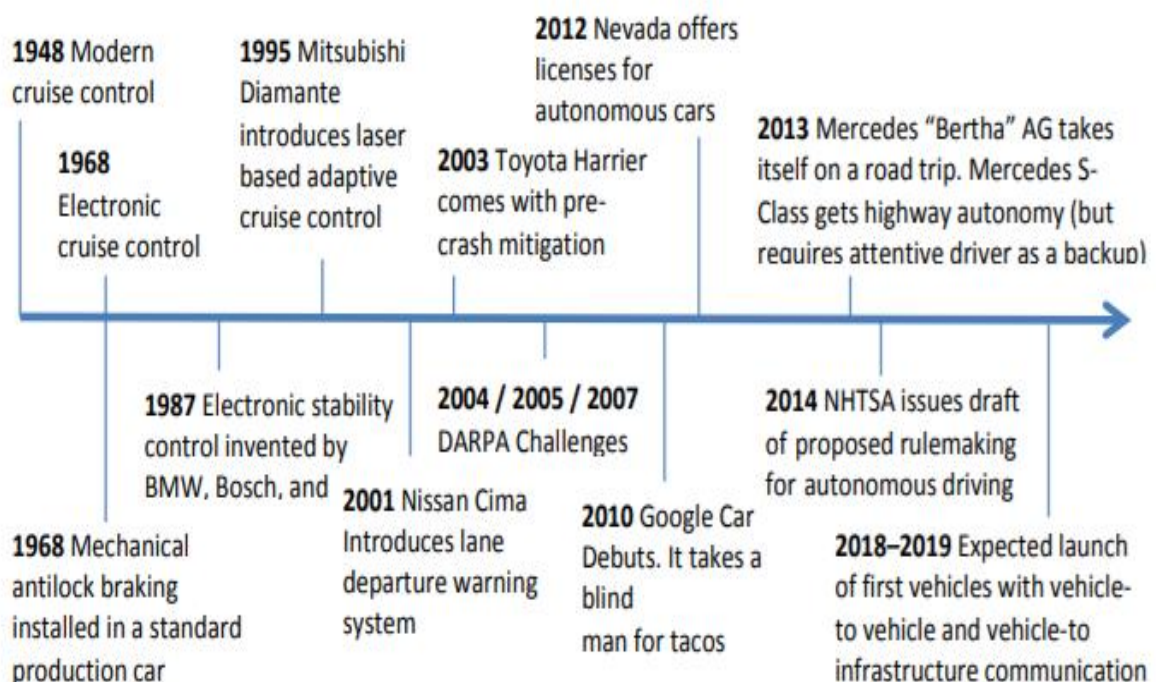 1948 Modern
cruise control
1968
Electronic
cruise control
1995 Mitsubishi
Diamante
introduces laser
based adaptive
cruise control
2003 Toyota Harrier
comes with pre-
crash mitigation
2012 Nevada offers
licenses for
autonomous cars
2013 Mercedes “Bertha” AG takes
itself on a road trip. Mercedes S-
Class gets highway autonomy (but
requires attentive driver as a backup)
1968 Mechanical
antilock braking
installed in a standard
production car
1987 Electronic stability
control invented by
BMW, Bosch, and
2001 Nissan Cima
Introduces lane
departure warning
system
2004 / 2005 / 2007
DARPA Challenges
2010 Google Car
Debuts. It takes a
blind
man for tacos
2014 NHTSA issues draft
of proposed rulemaking
for autonomous driving
2018–2019 Expected launch
of first vehicles with vehicle-
to vehicle and vehicle-to
infrastructure communication